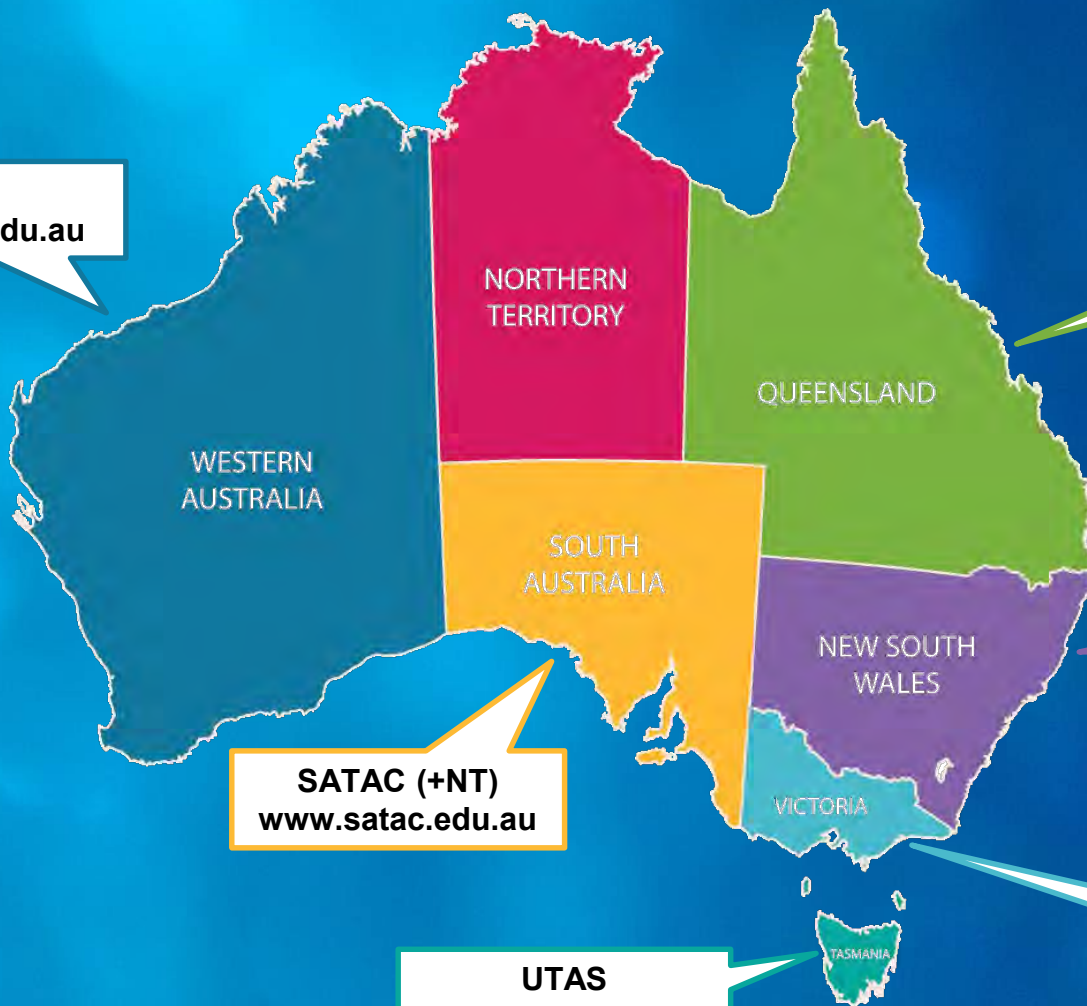 du.au
NORTHERN
TERRITORY
QUEENSLAND
WESTERN
AUSTRALIA
SOUTH
AUSTRALIA
NEW SOUTH
WALES
SATAC (+NT)
www.satac.edu.au
VICTORIA
TASMANIA
UTAS